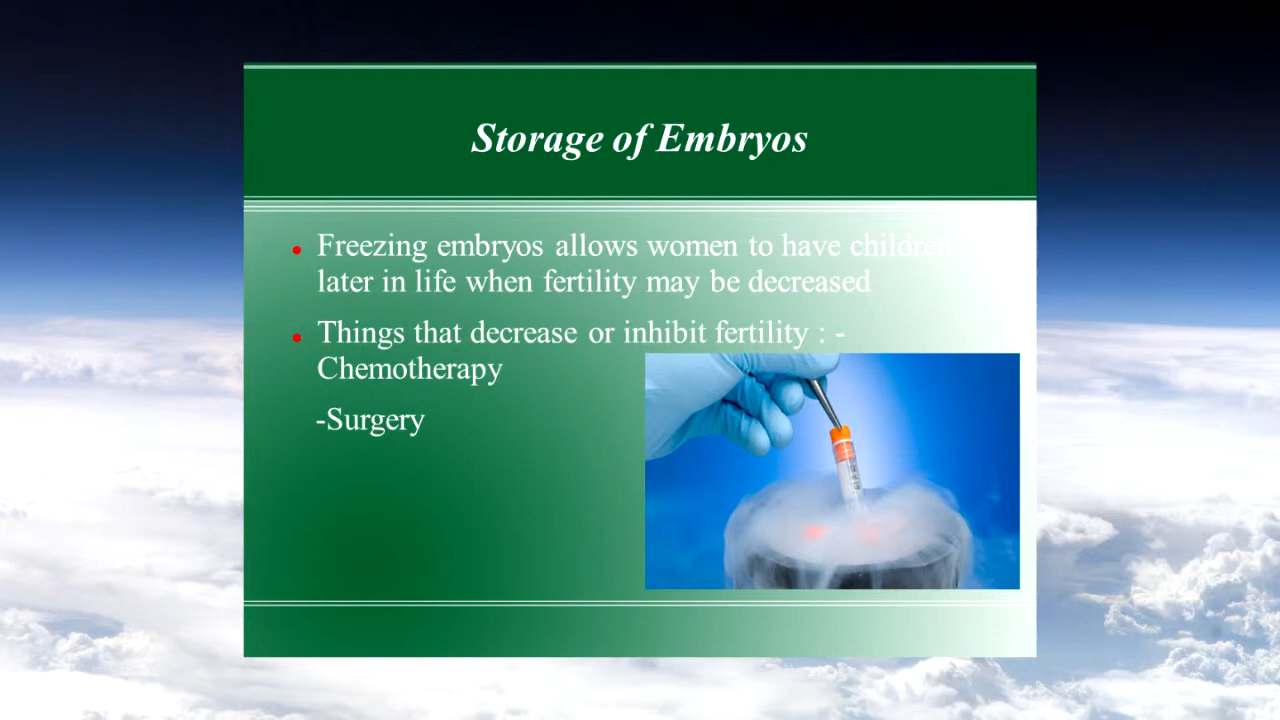 Storage of Embryos
Freezing embryos allows women to have children
later in life when fertility may be decreased
Things that decrease or inhibit fertility : -
Chemotherapy
-Surgery